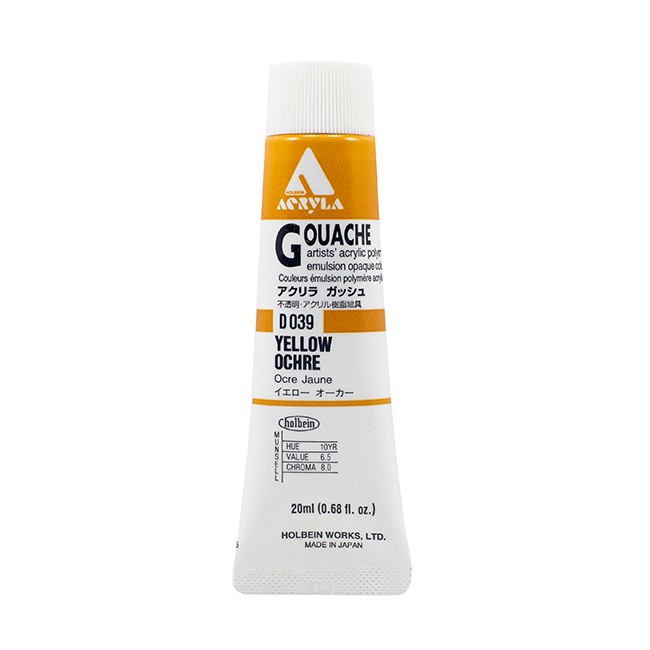 HOLBEIN
ACRYLA
GOUACHE
artists' acrylic
emulsion opaque
Couleurs émulsion polymère
アクリラ ガッシュ
不透明・アクリル樹脂絵具
D 039
YELLOW
OCHRE
Ocre Jaune
イエロー オーカー
holbein
MUNSELL
HUE 10YR
VALUE 6.5
CHROMA 8.0
20ml (0.68 fl. oz.)
HOLBEIN WORKS, LTD.
MADE IN JAPAN